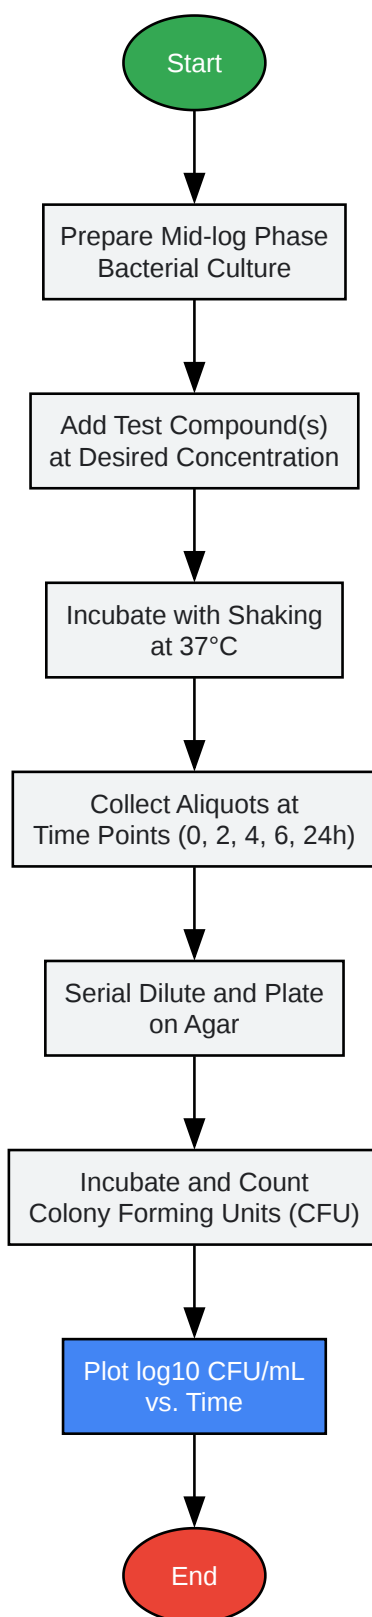 Start
Prepare Mid-log Phase
Bacterial Culture
Add Test Compound(s)
at Desired Concentration
Incubate with Shaking
at 37°C
Collect Aliquots at
Time Points (0, 2, 4, 6, 24h)
Serial Dilute and Plate
on Agar
Incubate and Count
Colony Forming Units (CFU)
Plot log10 CFU/mL
vs. Time
End